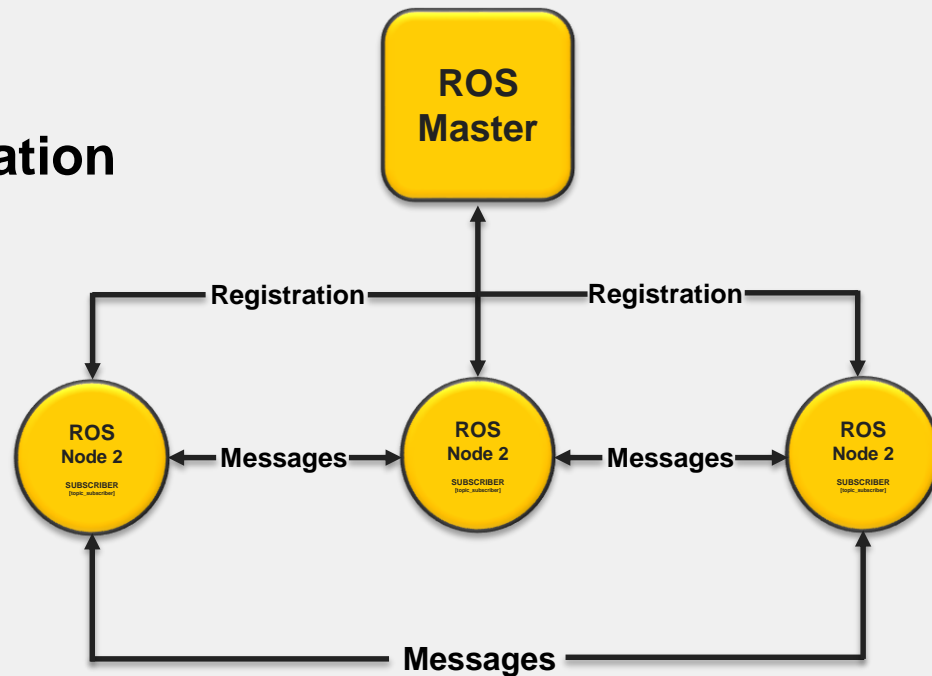 ROS
Master
ation
Registration
Registration
ROS
Node 2
SUBSCRIBER
[topic_subscriber]
Messages
ROS
Node 2
SUBSCRIBER
[topic_subscriber]
Messages
ROS
Node 2
SUBSCRIBER
[topic_subscriber]
Messages